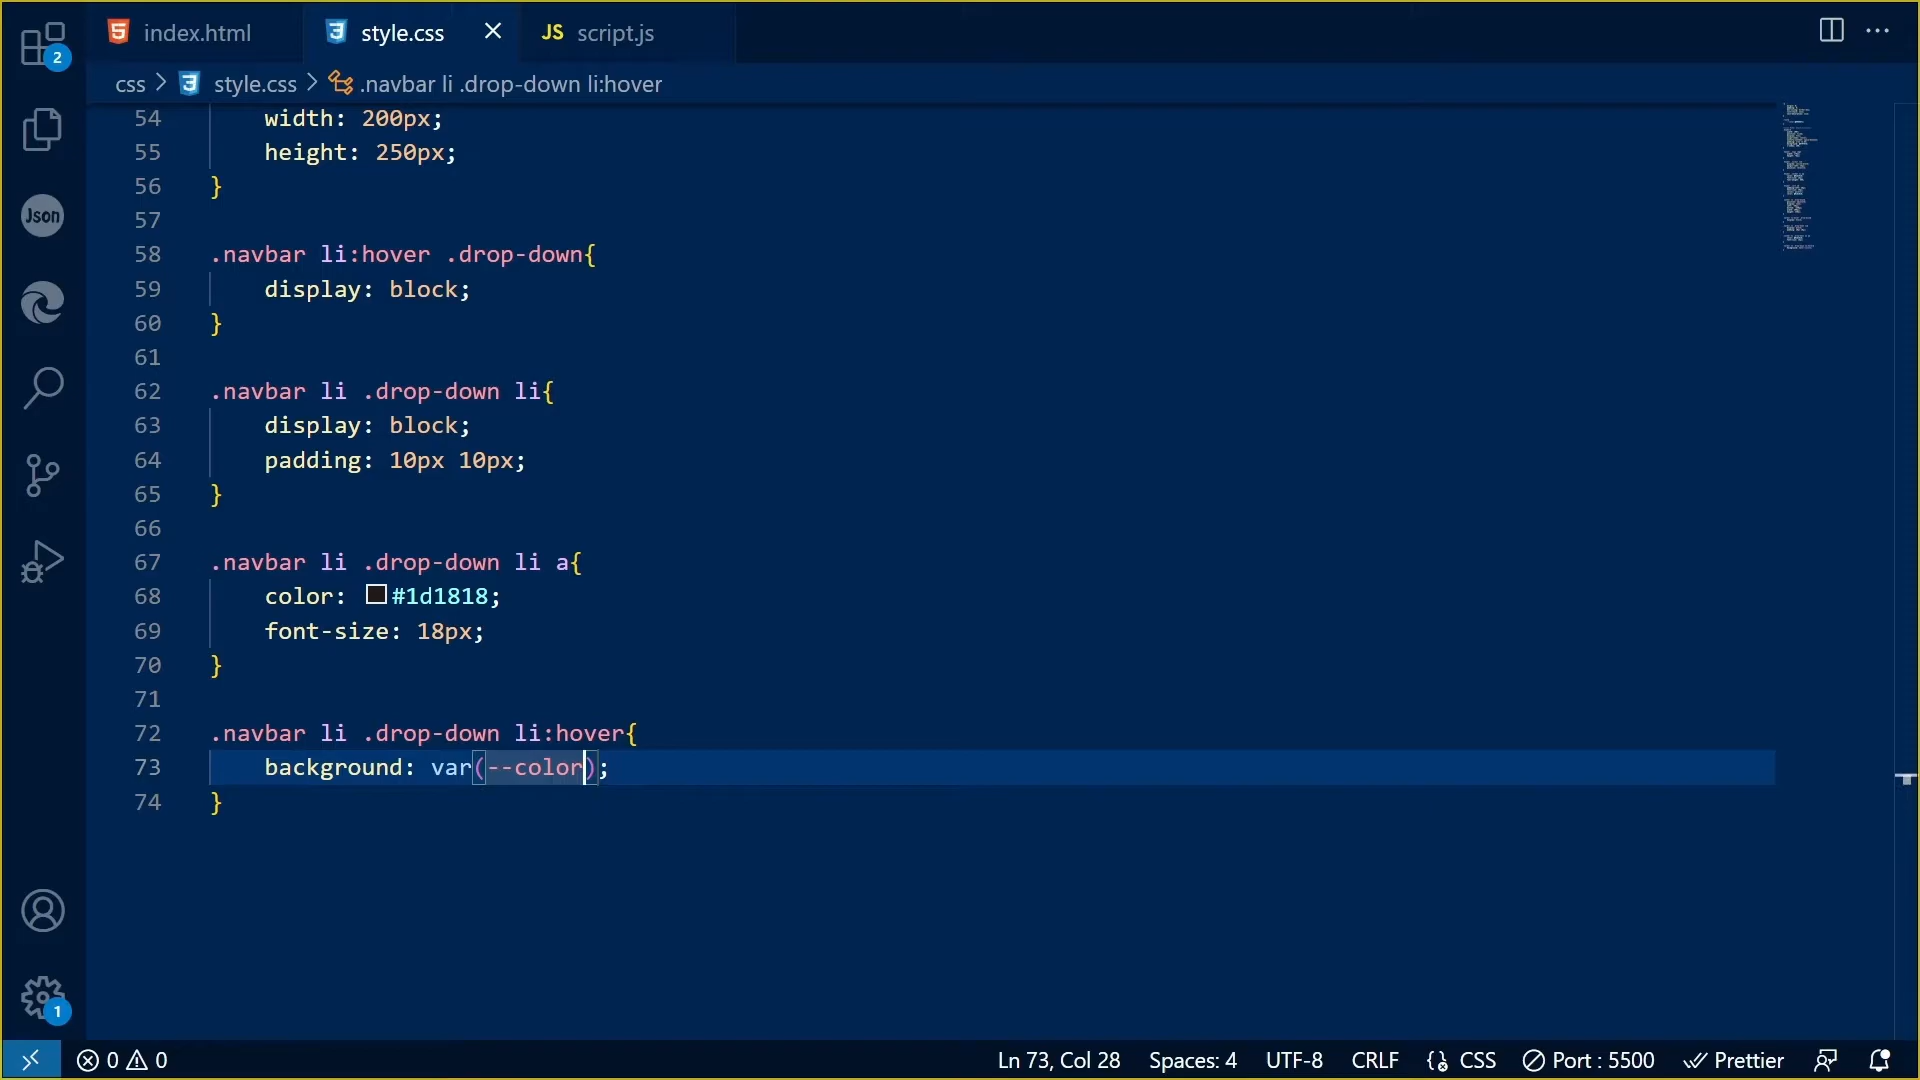 2
index.html
style.css
JS script.js
css > style.css > .navbar li .drop-down li:hover
Json
54 width: 200px;
55 height: 250px;
56 }
57
58 .navbar li:hover .drop-down{
59 display: block;
60 }
61
62 .navbar li .drop-down li{
63 display: block;
64 padding: 10px 10px;
65 }
66
67 .navbar li .drop-down li a{
68 color: #1d1818;
69 font-size: 18px;
70 }
71
72 .navbar li .drop-down li:hover{
73 background: var(--color);
74 }
1
0 0 Ln 73, Col 28 Spaces: 4 UTF-8 CRLF CSS Port : 5500 Prettier